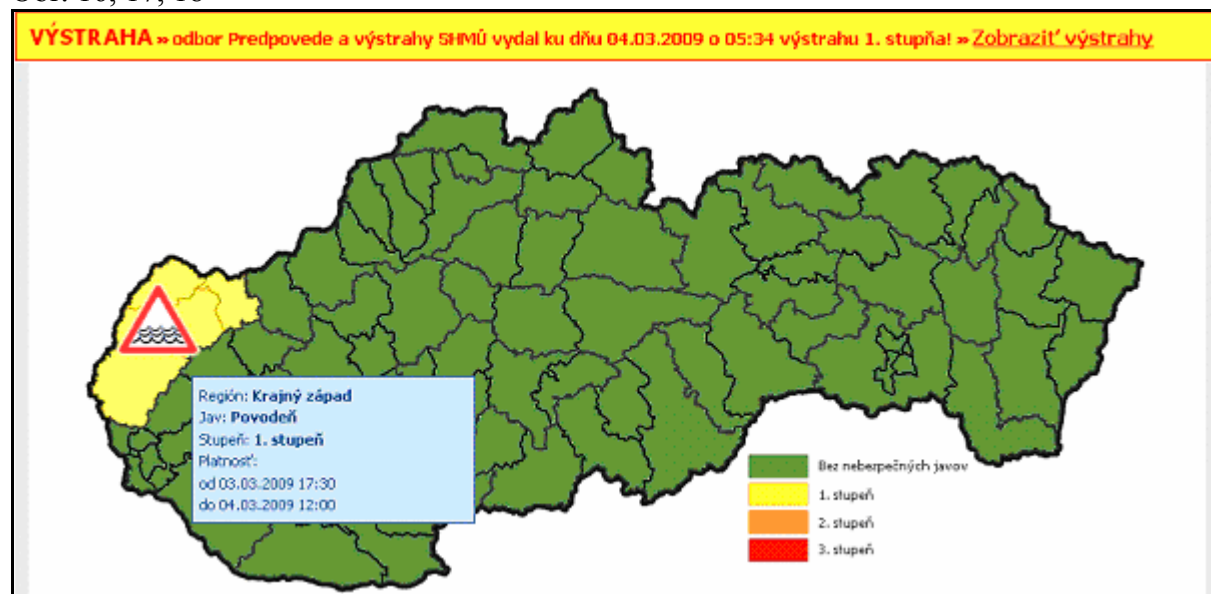 VÝSTRAHA » odbor Predpovede a výstrahy SHMÚ vydal ku dňu 04.03.2009 o 05:34 výstrahu 1. stupňa! » Zobraziť výstrahy
Región: Krajný západ
Jav: Povodeň
Stupeň: 1. stupeň
Platnosť:
od 03.03.2009 17:30
do 04.03.2009 12:00
Bez nebezpečných javov
1. stupeň
2. stupeň
3. stupeň